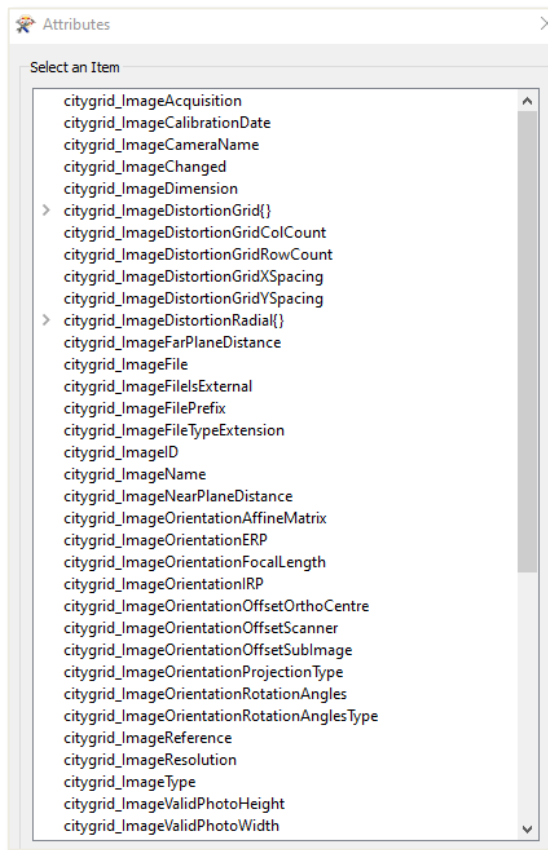 Attributes
Select an Item
citygrid_ImageAcquisition
citygrid_ImageCalibrationDate
citygrid_ImageCameraName
citygrid_ImageChanged
citygrid_ImageDimension
citygrid_ImageDistortionGrid{}
citygrid_ImageDistortionGridColCount
citygrid_ImageDistortionGridRowCount
citygrid_ImageDistortionGridXSpacing
citygrid_ImageDistortionGridYSpacing
citygrid_ImageDistortionRadial{}
citygrid_ImageFarPlaneDistance
citygrid_ImageFile
citygrid_ImageFileIsExternal
citygrid_ImageFilePrefix
citygrid_ImageFileTypeExtension
citygrid_ImageID
citygrid_ImageName
citygrid_ImageNearPlaneDistance
citygrid_ImageOrientationAffineMatrix
citygrid_ImageOrientationERP
citygrid_ImageOrientationFocalLength
citygrid_ImageOrientationIRP
citygrid_ImageOrientationOffsetOrthoCentre
citygrid_ImageOrientationOffsetScanner
citygrid_ImageOrientationOffsetSubImage
citygrid_ImageOrientationProjectionType
citygrid_ImageOrientationRotationAngles
citygrid_ImageOrientationRotationAnglesType
citygrid_ImageReference
citygrid_ImageResolution
citygrid_ImageType
citygrid_ImageValidPhotoHeight
citygrid_ImageValidPhotoWidth